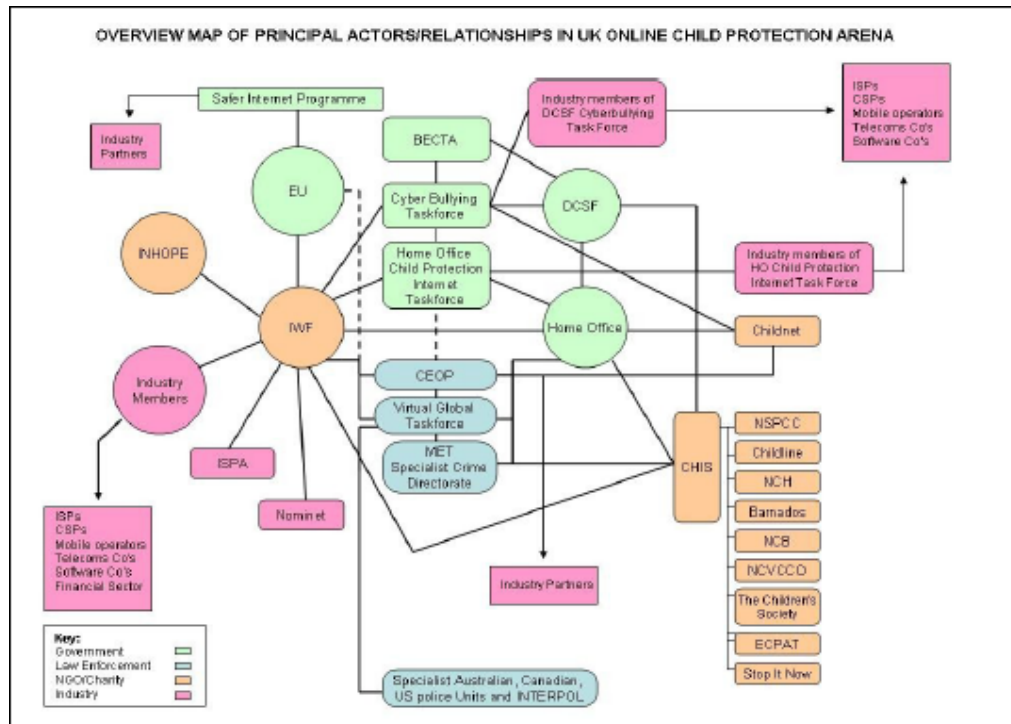 OVERVIEW MAP OF PRINCIPAL ACTORS/RELATIONSHIPS IN UK ONLINE CHILD PROTECTION ARENA
Safer Internet Programme
Industry
Partners
EU
INHOPE
IWF
Industry
Members
ISPA
Nominet
ISPs
CSPs
Mobile operators
Telecoms Co's
Software Co's
Financial Sector
BECTA
Cyber Bullying
Taskforce
Home Office
Child Protection
Internet
Taskforce
CEOP
Virtual Global
Taskforce
MET
Specialist Crime
Directorate
Industry members of
DCSF Cyberbullying
Task Force
DCSF
Home Office
ISPs
CSPs
Mobile operators
Telecoms Co's
Software Co's
Industry members of
HO Child Protection
Internet Task Force
Childnet
CHIS
NSPCC
Childline
NCH
Barnados
NCB
NCVCCO
The Children's
Society
ECPAT
Stop It Now
Industry Partners
Specialist Australian, Canadian,
US police Units and INTERPOL
Key:
Government
Law Enforcement
NGO/Charity
Industry